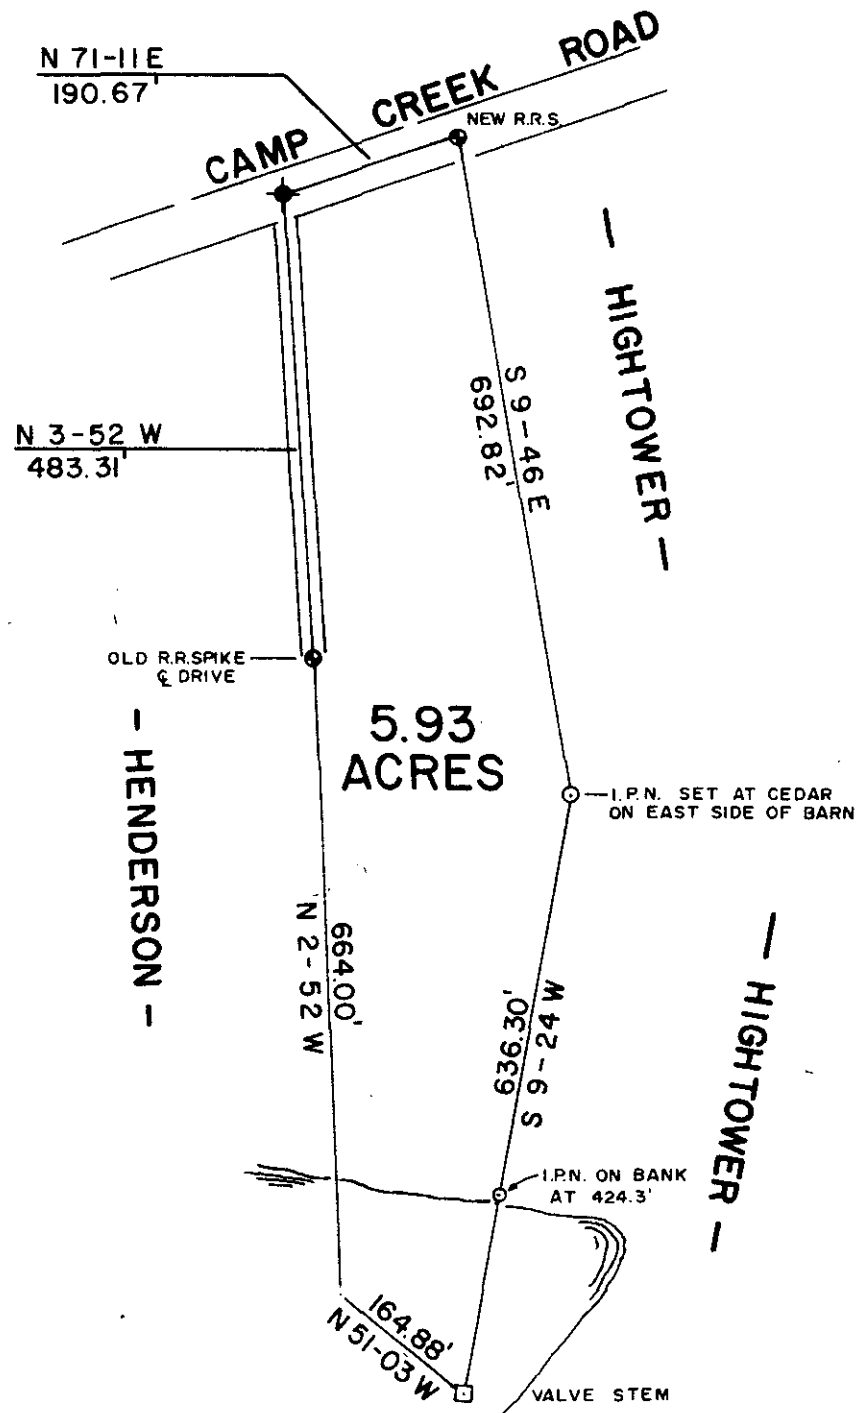 N 71-11 E
190.67'
CAMP CREEK ROAD
NEW R.R.S.
— HIGHTOWER —
S 9-46 E
692.82'
N 3-52 W
483.31'
OLD R.R. SPIKE
℄ DRIVE
5.93
ACRES
— HENDERSON —
I.P.N. SET AT CEDAR
ON EAST SIDE OF BARN
664.00'
N 2-52 W
636.30'
S 9-24 W
— HIGHTOWER —
I.P.N. ON BANK
AT 424.3'
164.88'
N 51-03 W
VALVE STEM